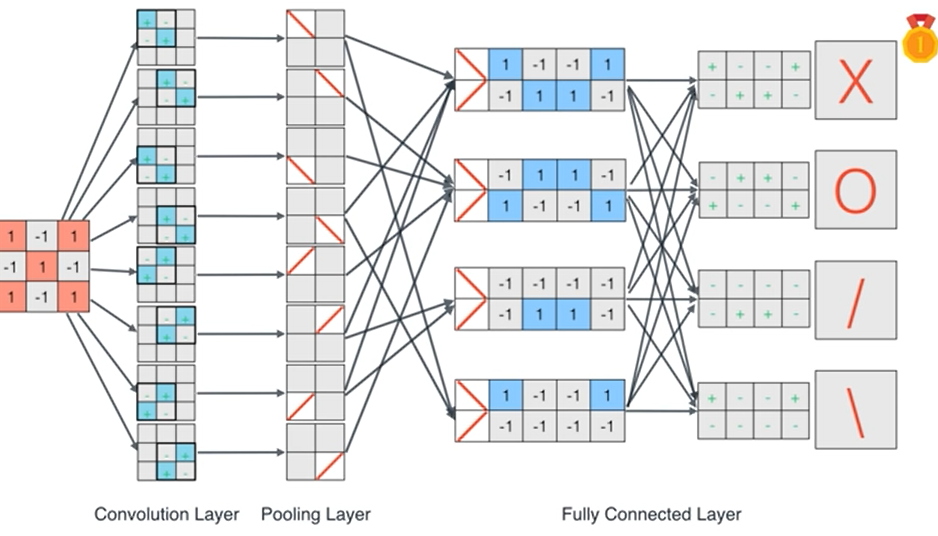 1 -1 1
-1 1 -1
1 -1 1
+ -
- +
+ -
- +
+ -
- +
+ -
- +
- +
+ -
- +
+ -
- +
+ -
- +
+ -
1 -1 -1 1
-1 1 1 -1
-1 1 1 -1
1 -1 -1 1
-1 -1 -1 -1
-1 1 1 -1
1 -1 -1 1
-1 -1 -1 -1
+ - - +
- + + -
- + + -
+ - - +
- - - -
- + + -
+ - - +
- - - -
X
O
/
\
1
Convolution Layer Pooling Layer Fully Connected Layer